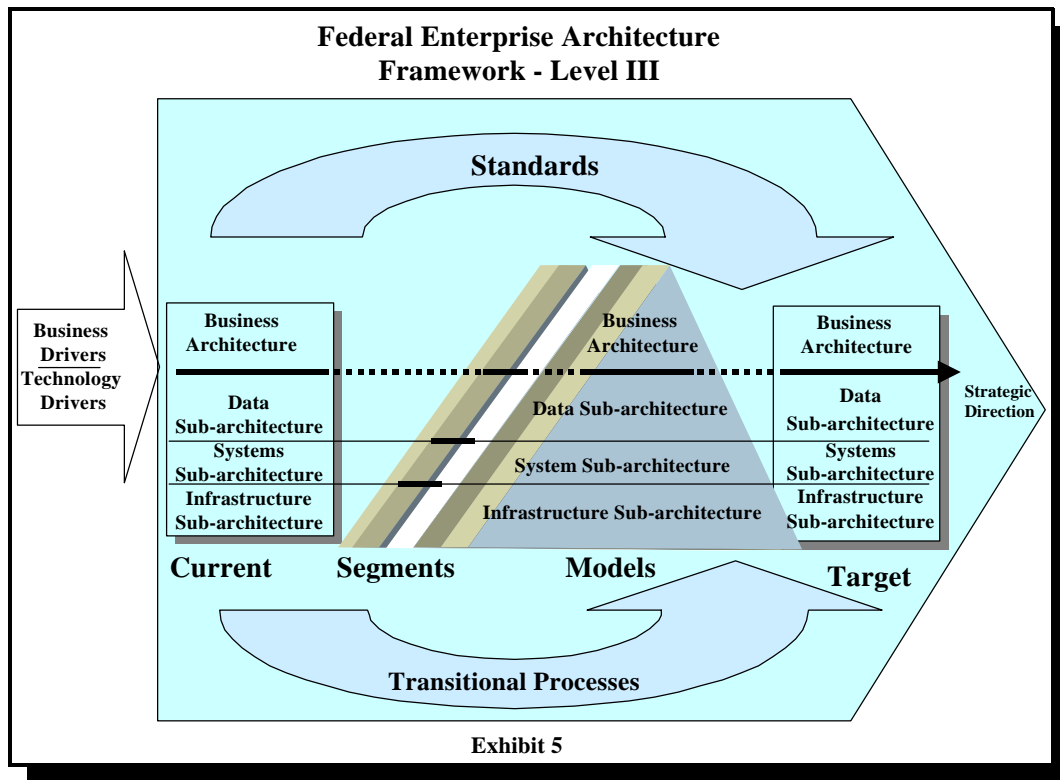 Federal Enterprise Architecture
Framework - Level III
Standards
Business
Drivers
Technology
Drivers
Business
Architecture
Data
Sub-architecture
Systems
Sub-architecture
Infrastructure
Sub-architecture
Business
Architecture
Data Sub-architecture
System Sub-architecture
Infrastructure Sub-architecture
Business
Architecture
Data
Sub-architecture
Systems
Sub-architecture
Infrastructure
Sub-architecture
Strategic
Direction
Current
Segments
Models
Target
Transitional Processes
Exhibit 5